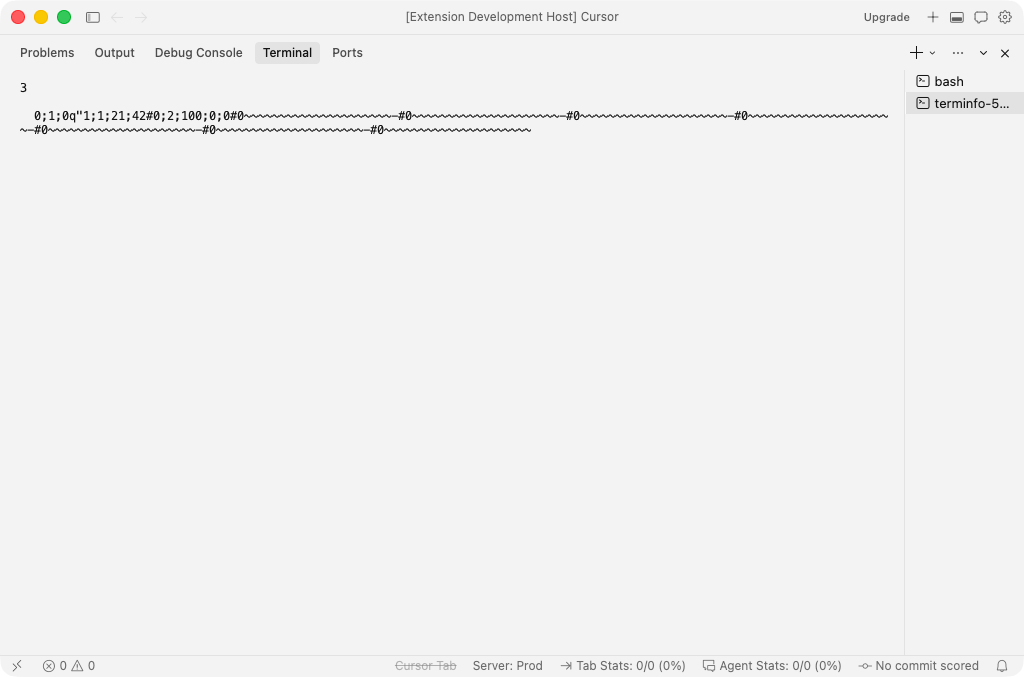 [Extension Development Host] Cursor
Upgrade
Problems Output Debug Console Terminal Ports
bash
terminfo-5...
3
0;1;0q"1;1;21;42#0;2;100;0;0#0~~~~~~~~~~~~~~~~~~~~~-#0~~~~~~~~~~~~~~~~~~~~~-#0~~~~~~~~~~~~~~~~~~~~~-#0~~~~~~~~~~~~~~~~~~~~
~-#0~~~~~~~~~~~~~~~~~~~~~-#0~~~~~~~~~~~~~~~~~~~~~-#0~~~~~~~~~~~~~~~~~~~~~
0 0 Cursor Tab Server: Prod Tab Stats: 0/0 (0%) Agent Stats: 0/0 (0%) No commit scored